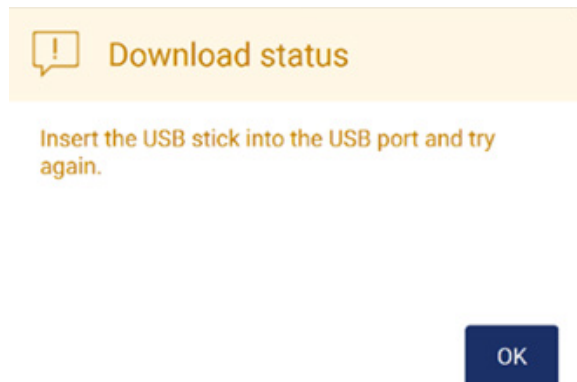 !
Download status
Insert the USB stick into the USB port and try
again.
OK